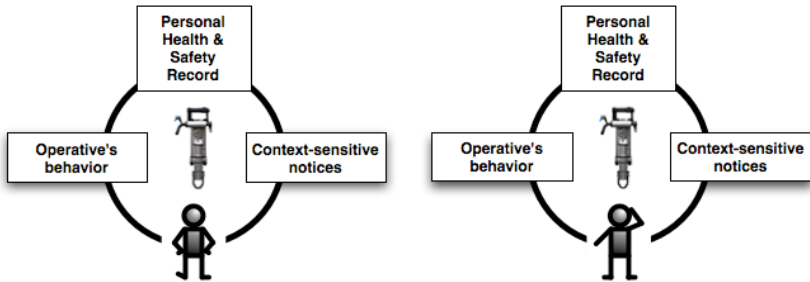 Personal
Health &
Safety
Record
Operative's
behavior
Context-sensitive
notices
Personal
Health &
Safety
Record
Operative's
behavior
Context-sensitive
notices